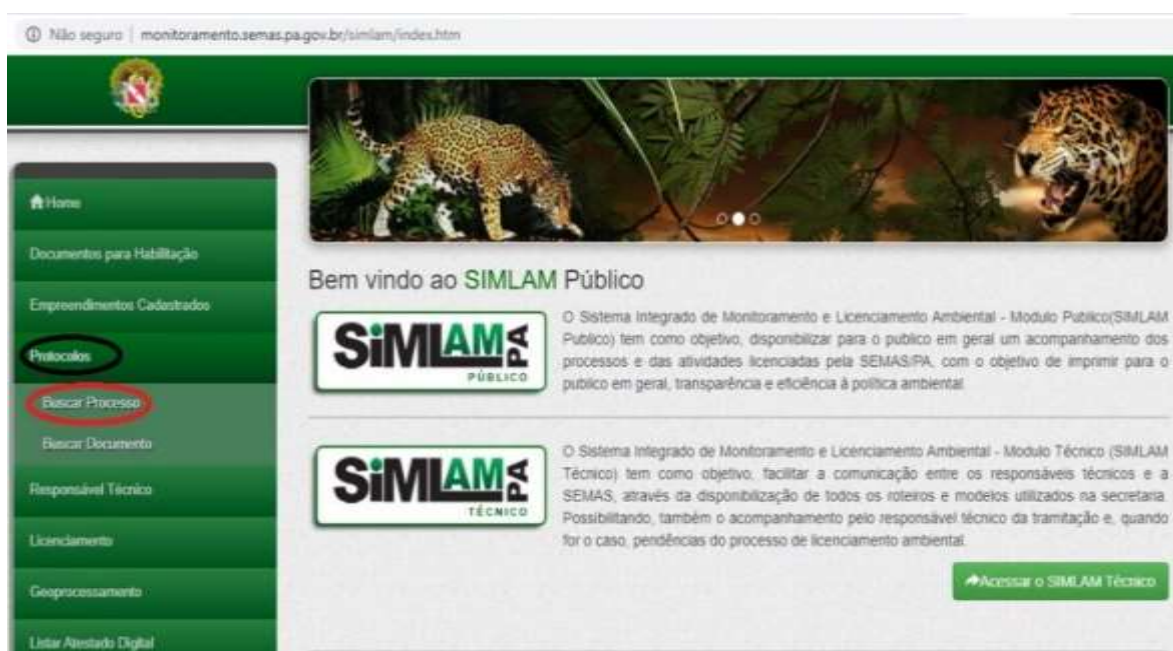 Não seguro | monitoramento.semas.pa.gov.br/simlam/index.htm
Home
Documentos para Habilitação
Empreendimentos Cadastrados
Protocolos
Buscar Processo
Buscar Documento
Responsável Técnico
Licenciamento
Geoprocessamento
Listar Atestado Digital
Bem vindo ao SIMLAM Público
SiMLAM PA
PÚBLICO
O Sistema Integrado de Monitoramento e Licenciamento Ambiental - Modulo Publico(SIMLAM
Publico) tem como objetivo, disponibilizar para o publico em geral um acompanhamento dos
processos e das atividades licenciadas pela SEMAS/PA, com o objetivo de imprimir para o
publico em geral, transparência e eficiência à política ambiental.
SiMLAM PA
TÉCNICO
O Sistema Integrado de Monitoramento e Licenciamento Ambiental - Modulo Técnico (SIMLAM
Técnico) tem como objetivo, facilitar a comunicação entre os responsáveis técnicos e a
SEMAS, através da disponibilização de todos os roteiros e modelos utilizados na secretaria.
Possibilitando, também o acompanhamento pelo responsável técnico da tramitação e, quando
for o caso, pendências do processo de licenciamento ambiental.
Acessar o SIMLAM Técnico